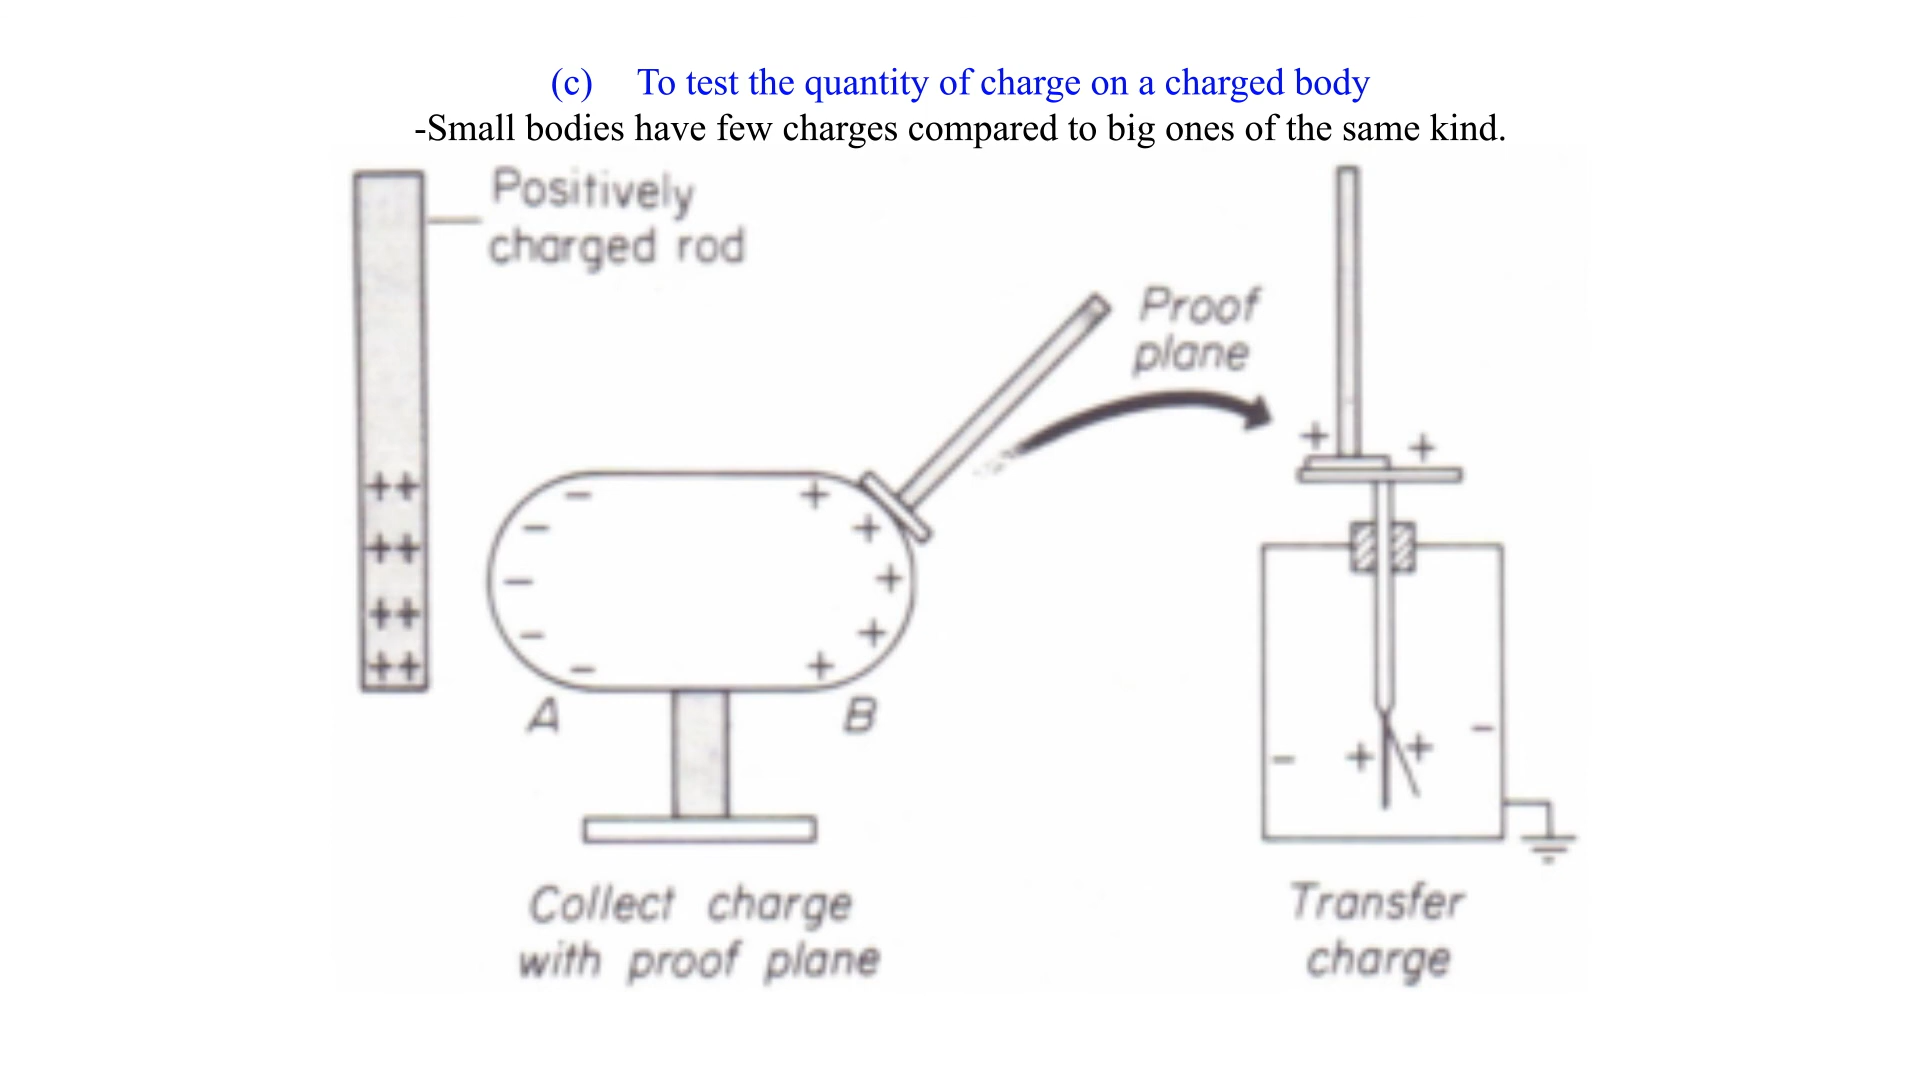 (c) To test the quantity of charge on a charged body
-Small bodies have few charges compared to big ones of the same kind.
Positively
charged rod
Proof
plane
+ +
++
++
++
++
- - - - -
+ + + + +
A B
- + + -
Collect charge
with proof plane
Transfer
charge